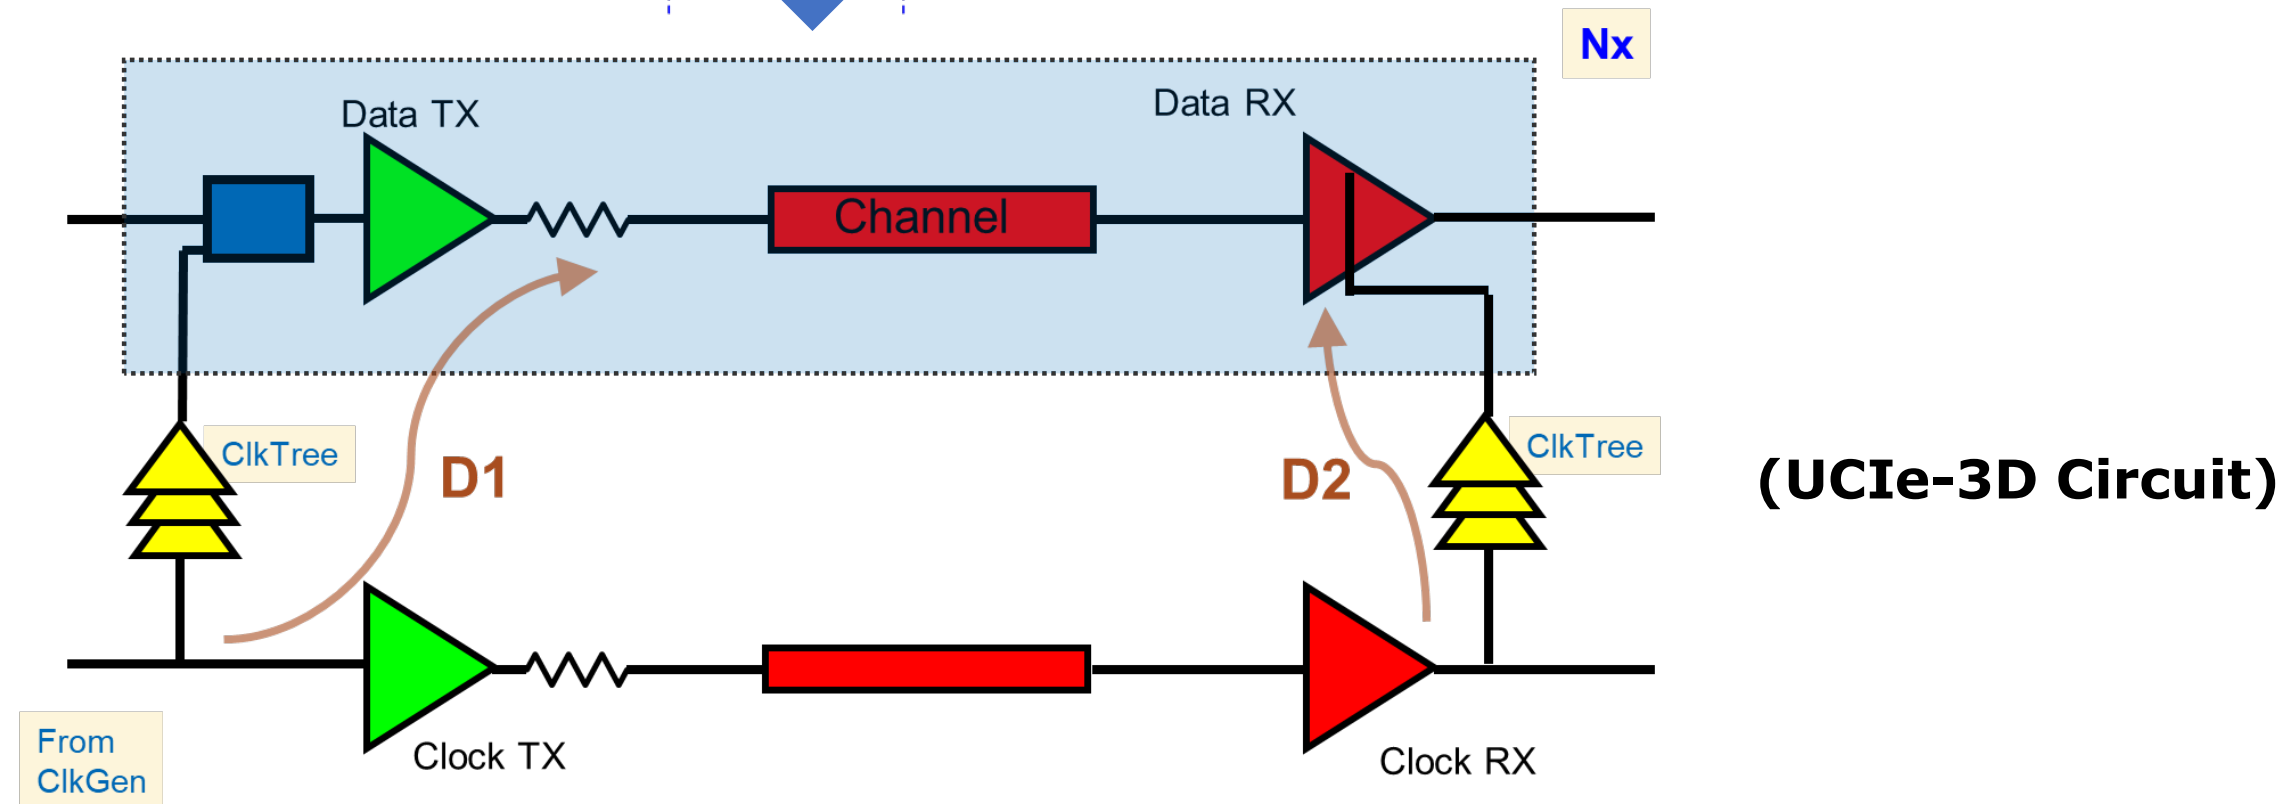 Nx
Data TX
Data RX
Channel
ClkTree
ClkTree
D1
D2
(UCIe-3D Circuit)
From
ClkGen
Clock TX
Clock RX